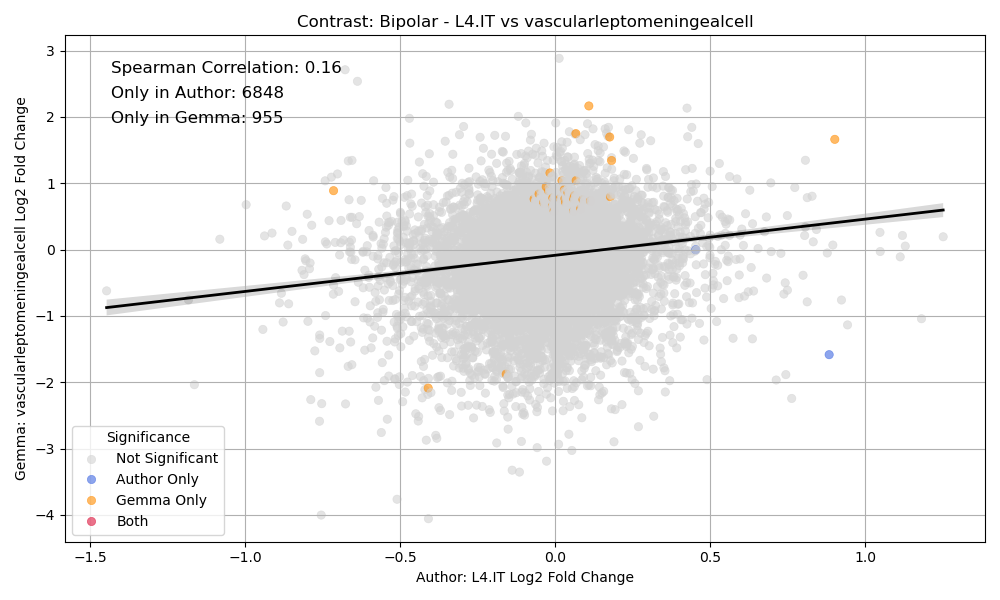 Contrast: Bipolar - L4.IT vs vascularleptomeningealcell
Spearman Correlation: 0.16
Only in Author: 6848
Only in Gemma: 955
Gemma: vascularleptomeningealcell Log2 Fold Change
3
2
1
0
−1
−2
−3
−4
Significance
Not Significant
Author Only
Gemma Only
Both
−1.5
−1.0
−0.5
0.0
0.5
1.0
Author: L4.IT Log2 Fold Change